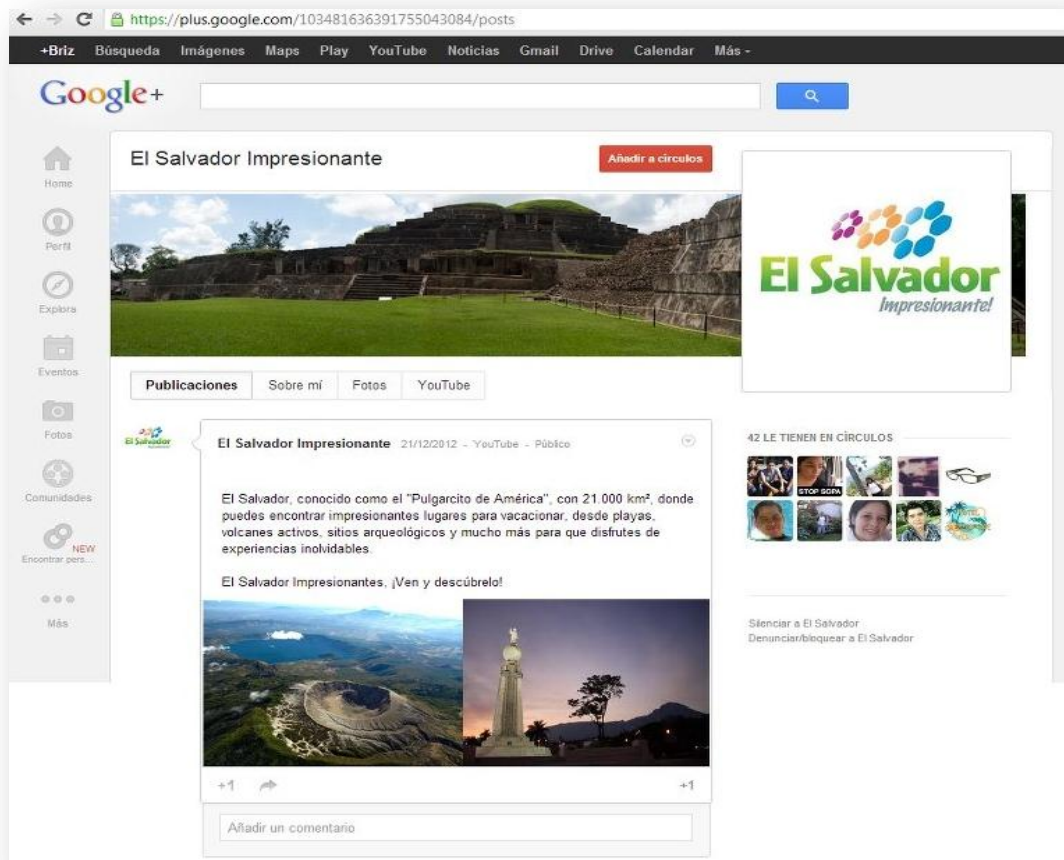 https://plus.google.com/103481636391755043084/posts
+Briz Búsqueda Imágenes Maps Play YouTube Noticias Gmail Drive Calendar Más -
Google+
El Salvador Impresionante
Añadir a círculos
El Salvador
Impresionante!
Home
Perfil
Explora
Eventos
Fotos
Comunidades
NEW
Encontrar pers...
Más
Publicaciones Sobre mí Fotos YouTube
El Salvador
El Salvador Impresionante 21/12/2012 - YouTube - Público
El Salvador, conocido como el "Pulgarcito de América", con 21.000 km², donde
puedes encontrar impresionantes lugares para vacacionar, desde playas,
volcanes activos, sitios arqueológicos y mucho más para que disfrutes de
experiencias inolvidables.
El Salvador Impresionantes, ¡Ven y descúbrelo!
+1 +1
Añadir un comentario
42 LE TIENEN EN CÍRCULOS
STOP SOPA
Silenciar a El Salvador
Denunciar/bloquear a El Salvador